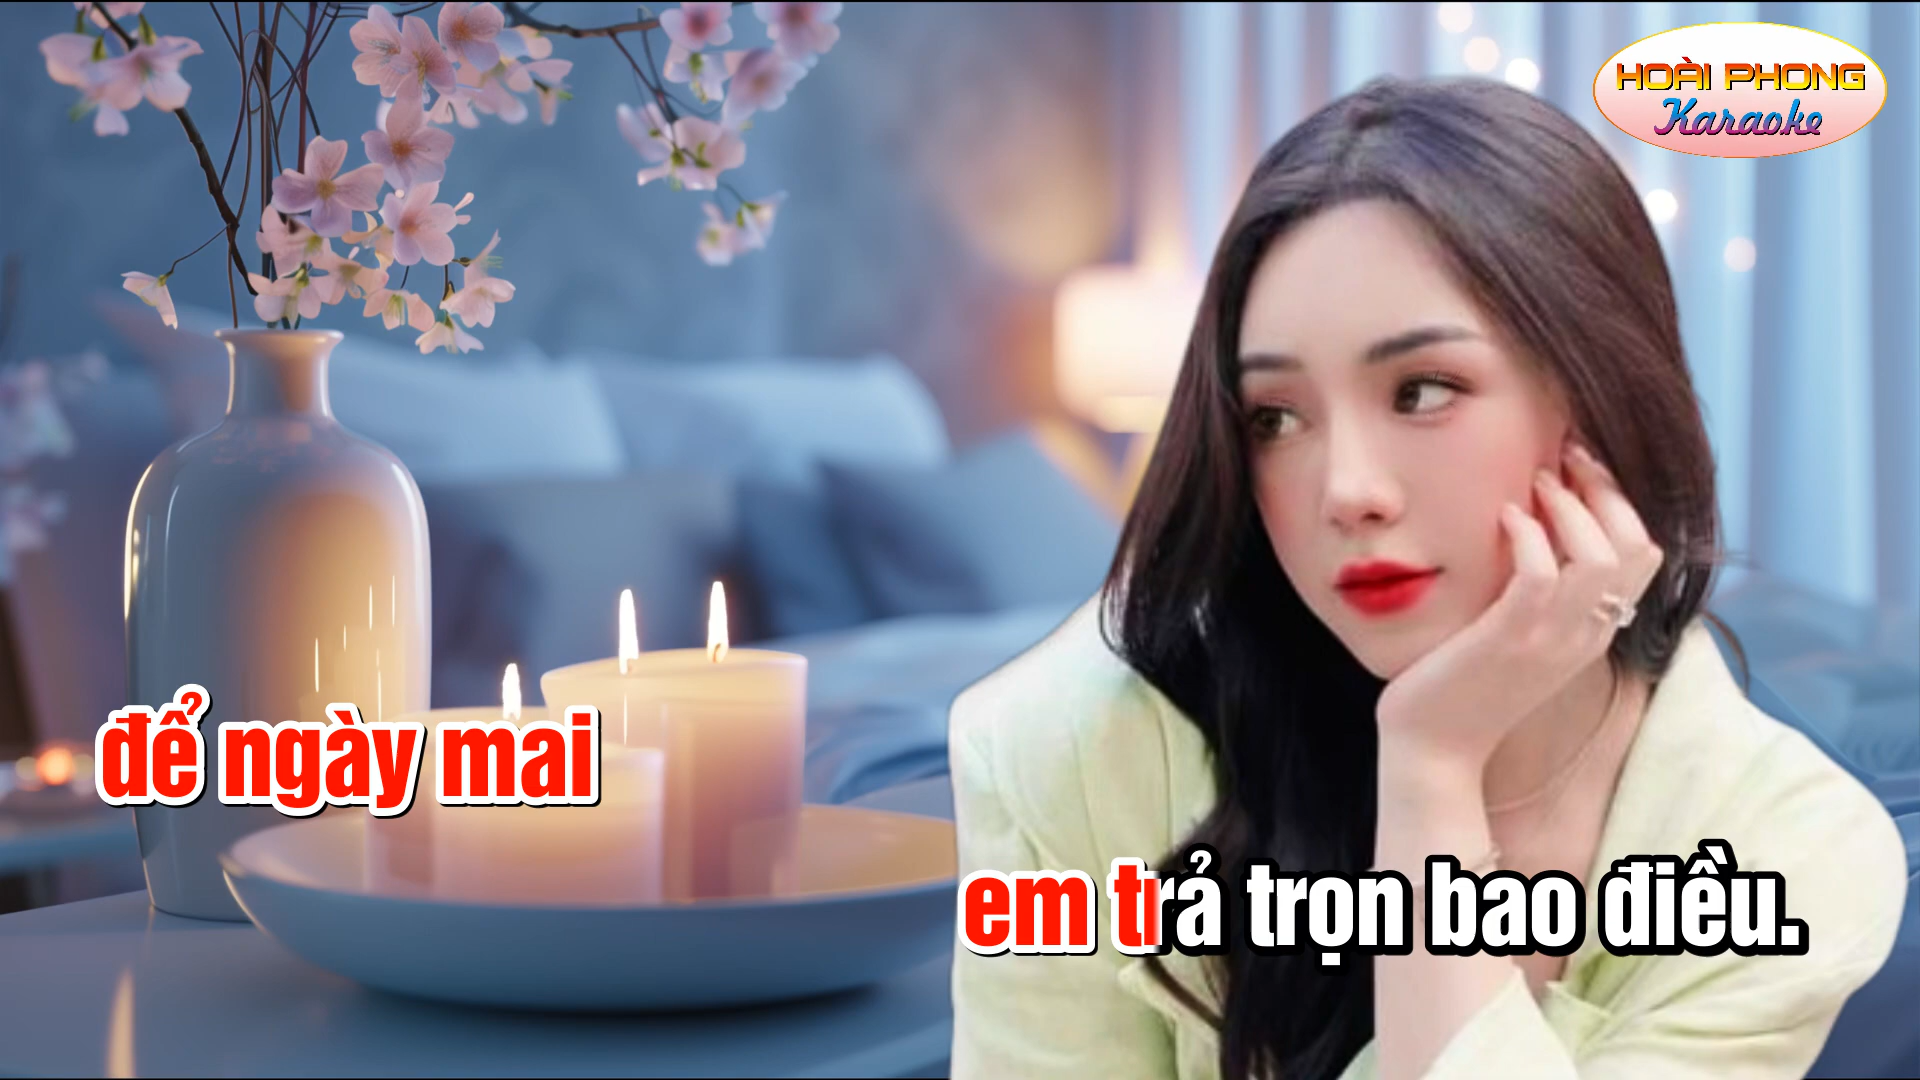 HOÀI PHONG
Karaoke
để ngày mai
em trả trọn bao điều.